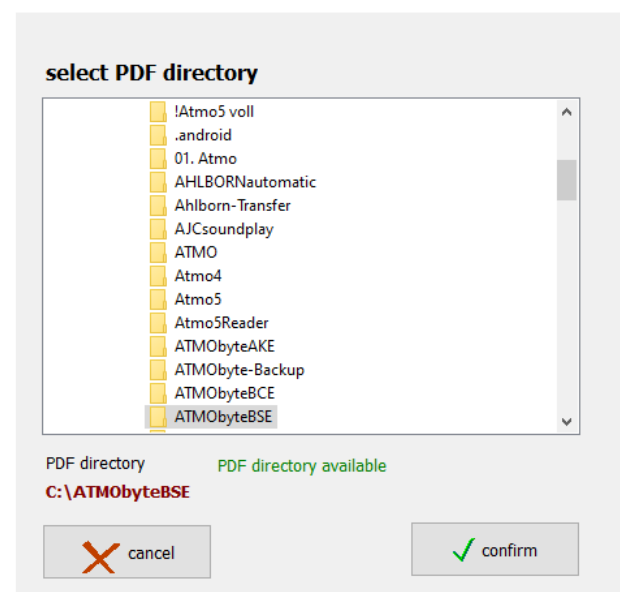 select PDF directory
!Atmo5 voll
.android
01. Atmo
AHLBORNautomatic
Ahlborn-Transfer
AJCsoundplay
ATMO
Atmo4
Atmo5
Atmo5Reader
ATMObyteAKE
ATMObyte-Backup
ATMObyteBCE
ATMObyteBSE
PDF directory PDF directory available
C:\ATMObyteBSE
cancel confirm